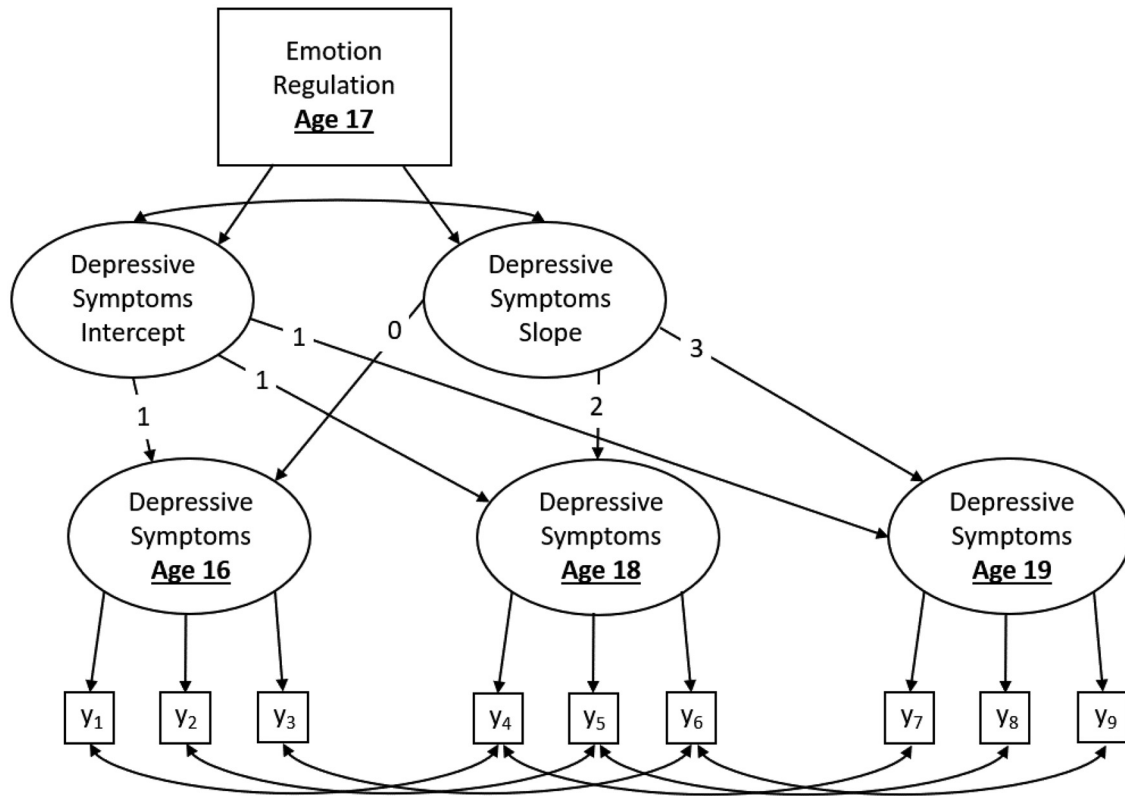 Emotion
Regulation
Age 17
Depressive
Symptoms
Intercept
Depressive
Symptoms
Slope
1
0
3
1
2
1
Depressive
Symptoms
Age 16
Depressive
Symptoms
Age 18
Depressive
Symptoms
Age 19
y₁
y₂
y₃
y₄
y₅
y₆
y₇
y₈
y₉